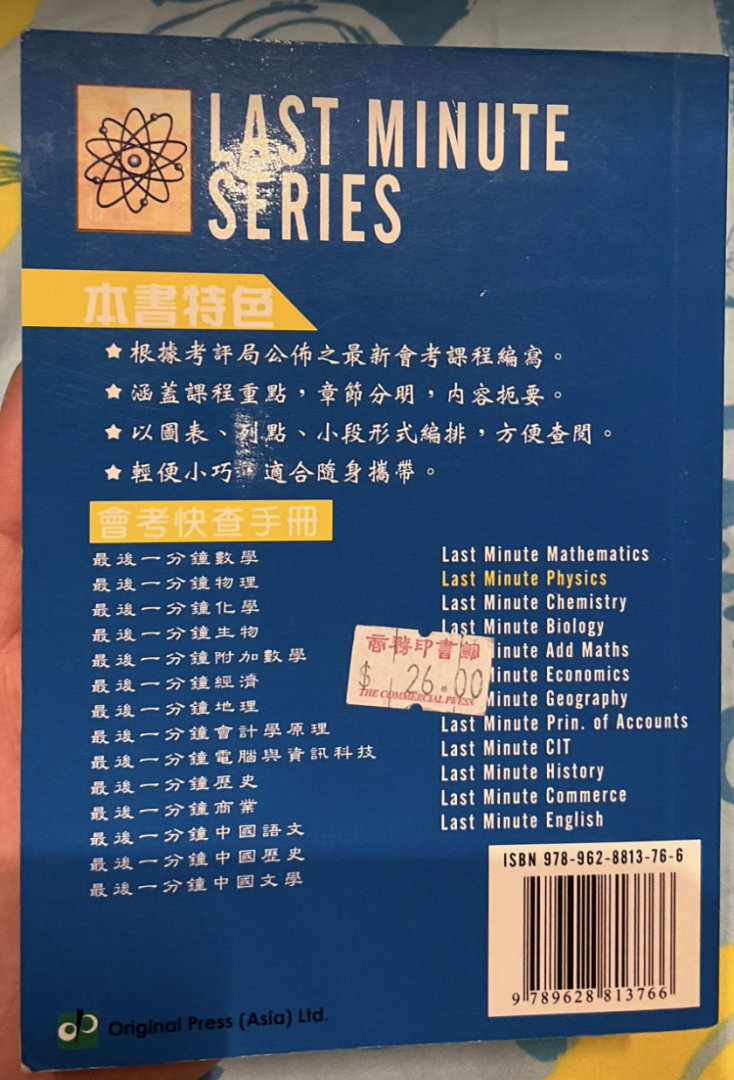 LAST MINUTE
SERIES
本書特色
★根據考評局公佈之最新會考課程編寫。
★涵蓋課程重點，章節分明，內容扼要。
★以圖表、列點、小段形式編排，方便查閱。
★輕便小巧，適合隨身攜帶。
會考快查手冊
最後一分鐘數學
最後一分鐘物理
最後一分鐘化學
最後一分鐘生物
最後一分鐘附加數學
最後一分鐘經濟
最後一分鐘地理
最後一分鐘會計學原理
最後一分鐘電腦與資訊科技
最後一分鐘歷史
最後一分鐘商業
最後一分鐘中國語文
最後一分鐘中國歷史
最後一分鐘中國文學
Last Minute Mathematics
Last Minute Physics
Last Minute Chemistry
Last Minute Biology
Minute Add Maths
Minute Economics
Minute Geography
Last Minute Prin. of Accounts
Last Minute CIT
Last Minute History
Last Minute Commerce
Last Minute English
商務印書館
$ 26.00
THE COMMERCIAL PRESS
ISBN 978-962-8813-76-6
9 789628 813766
op Original Press (Asia) Ltd.